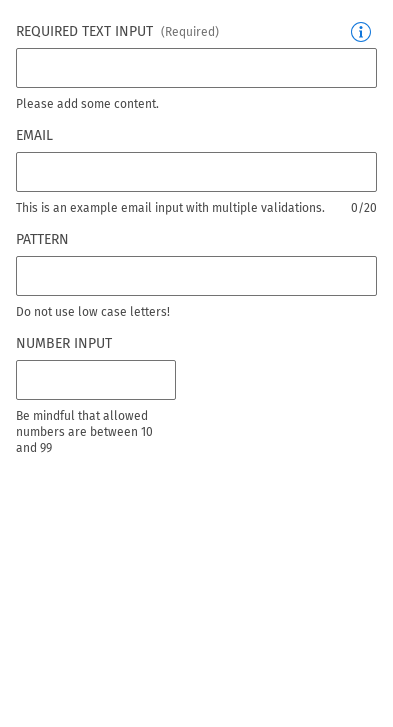 REQUIRED TEXT INPUT (Required)
Please add some content.
EMAIL
This is an example email input with multiple validations. 0/20
PATTERN
Do not use low case letters!
NUMBER INPUT
Be mindful that allowed
numbers are between 10
and 99